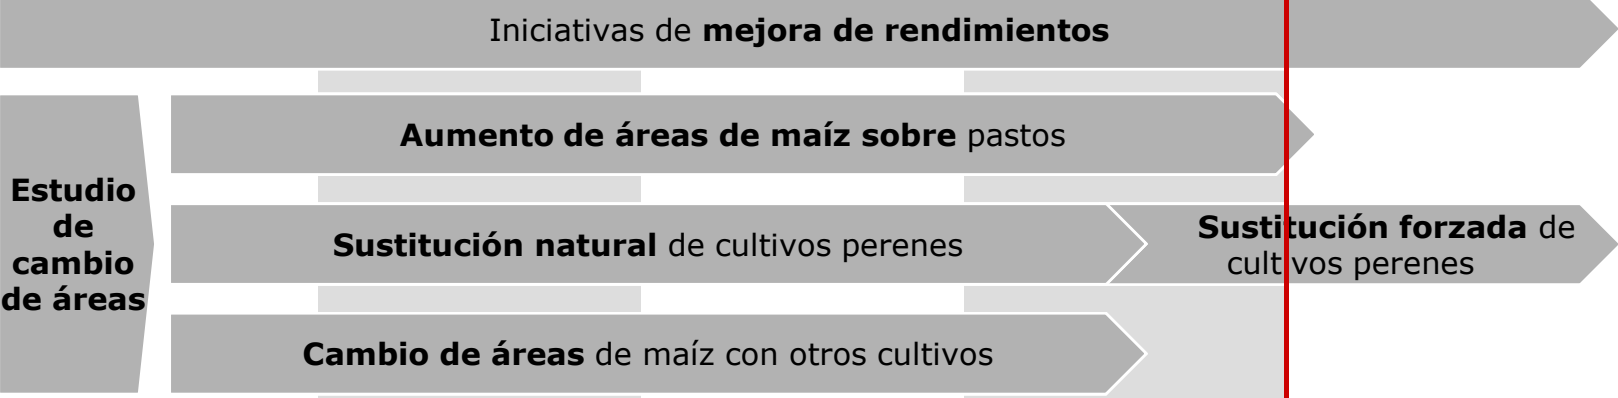 Iniciativas de mejora de rendimientos
Aumento de áreas de maíz sobre pastos
Estudio
de
cambio
de áreas
Sustitución natural de cultivos perenes
Sustitución forzada de
cultivos perenes
Cambio de áreas de maíz con otros cultivos